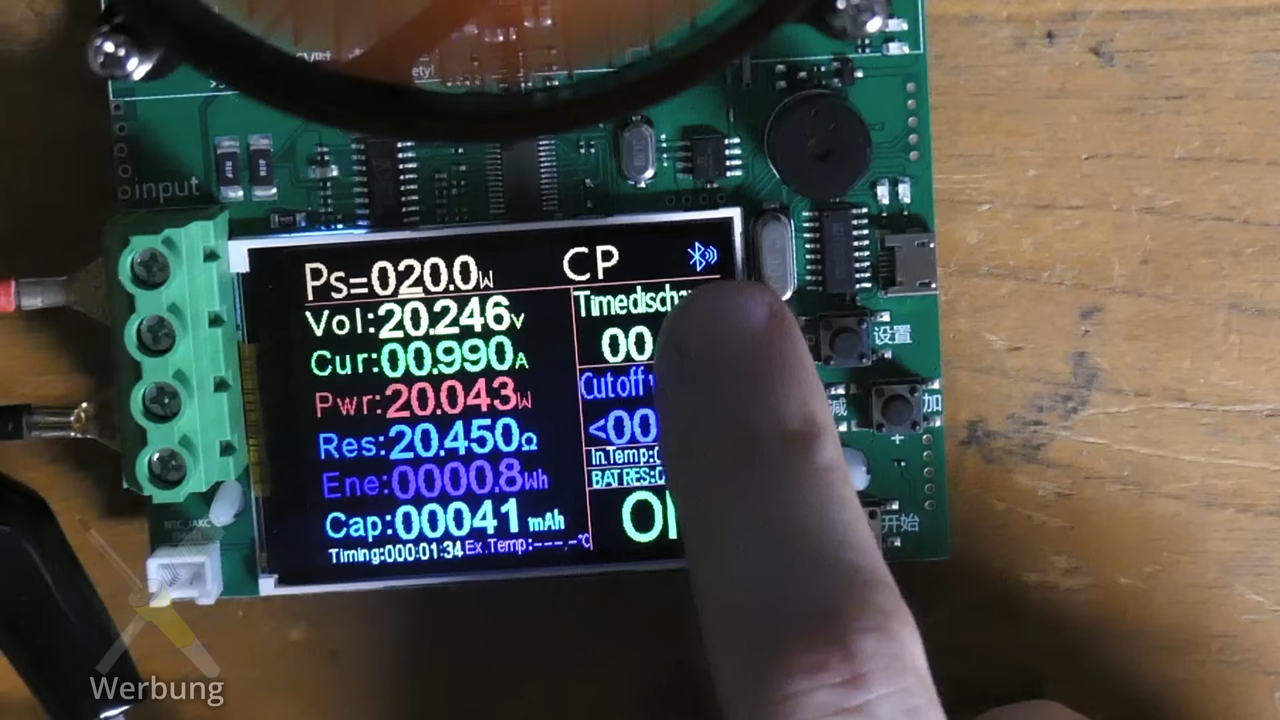 ety!
input
Ps=020.0W CP
Vol:20.246V
Cur:00.990A
Pwr:20.043W
Res:20.450Ω
Ene:0000.8Wh
Cap:00041 mAh
Timing:000:01:34 Ex.Temp:---.-℃
Timedischa
00
Cutoff
<00
In.Temp:
BAT RES:
设置
减 加
+
开始
Werbung